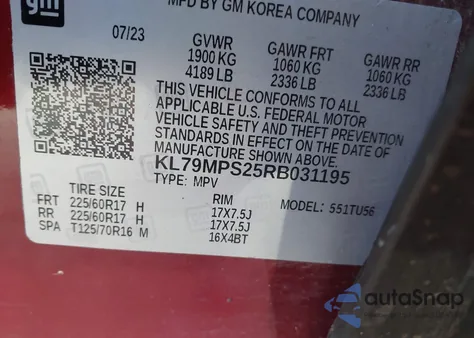 gm
MFD BY GM KOREA COMPANY
07/23
GVWR GAWR FRT GAWR RR
1900 KG 1060 KG 1060 KG
4189 LB 2336 LB 2336 LB
THIS VEHICLE CONFORMS TO ALL
APPLICABLE U.S. FEDERAL MOTOR
VEHICLE SAFETY AND THEFT PREVENTION
STANDARDS IN EFFECT ON THE DATE OF
MANUFACTURE SHOWN ABOVE.
KL79MPS25RB031195
TYPE: MPV MODEL: 551TU56
TIRE SIZE RIM
FRT 225/60R17 H 17X7.5J
RR 225/60R17 H 17X7.5J
SPA T125/70R16 M 16X4BT
autoSnap